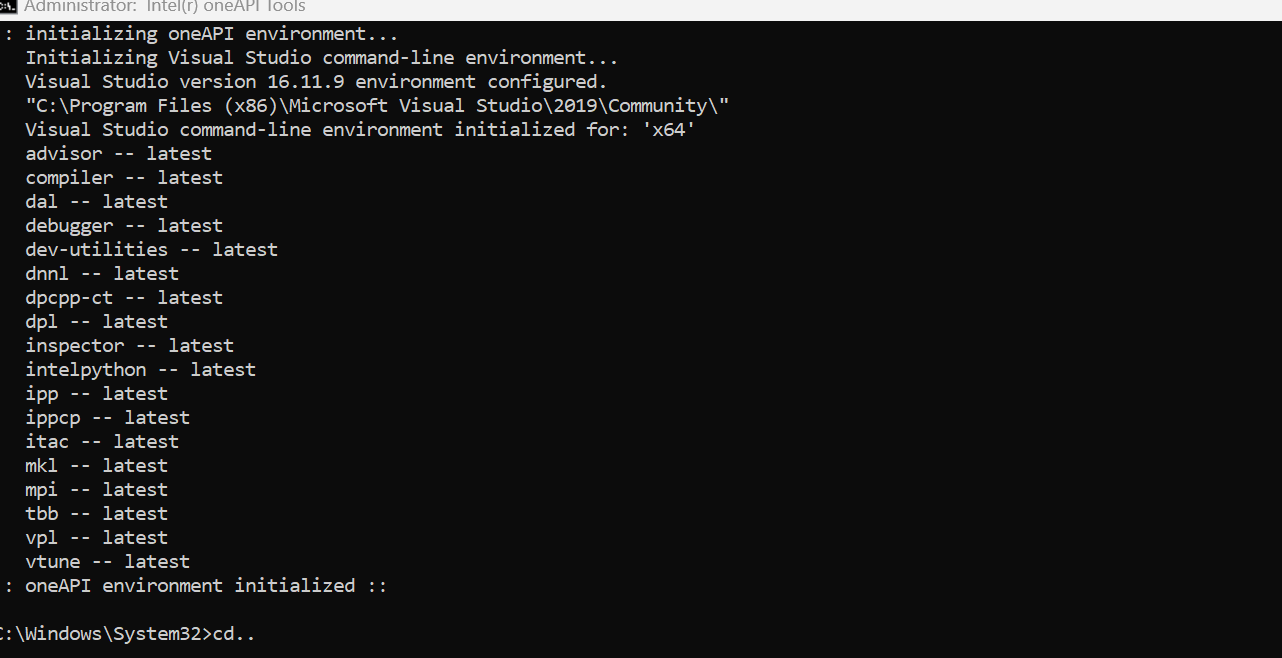 Administrator: Intel(r) oneAPI Tools
: initializing oneAPI environment...
Initializing Visual Studio command-line environment...
Visual Studio version 16.11.9 environment configured.
"C:\Program Files (x86)\Microsoft Visual Studio\2019\Community\"
Visual Studio command-line environment initialized for: 'x64'
advisor -- latest
compiler -- latest
dal -- latest
debugger -- latest
dev-utilities -- latest
dnnl -- latest
dpcpp-ct -- latest
dpl -- latest
inspector -- latest
intelpython -- latest
ipp -- latest
ippcp -- latest
itac -- latest
mkl -- latest
mpi -- latest
tbb -- latest
vpl -- latest
vtune -- latest
: oneAPI environment initialized ::
C:\Windows\System32>cd..